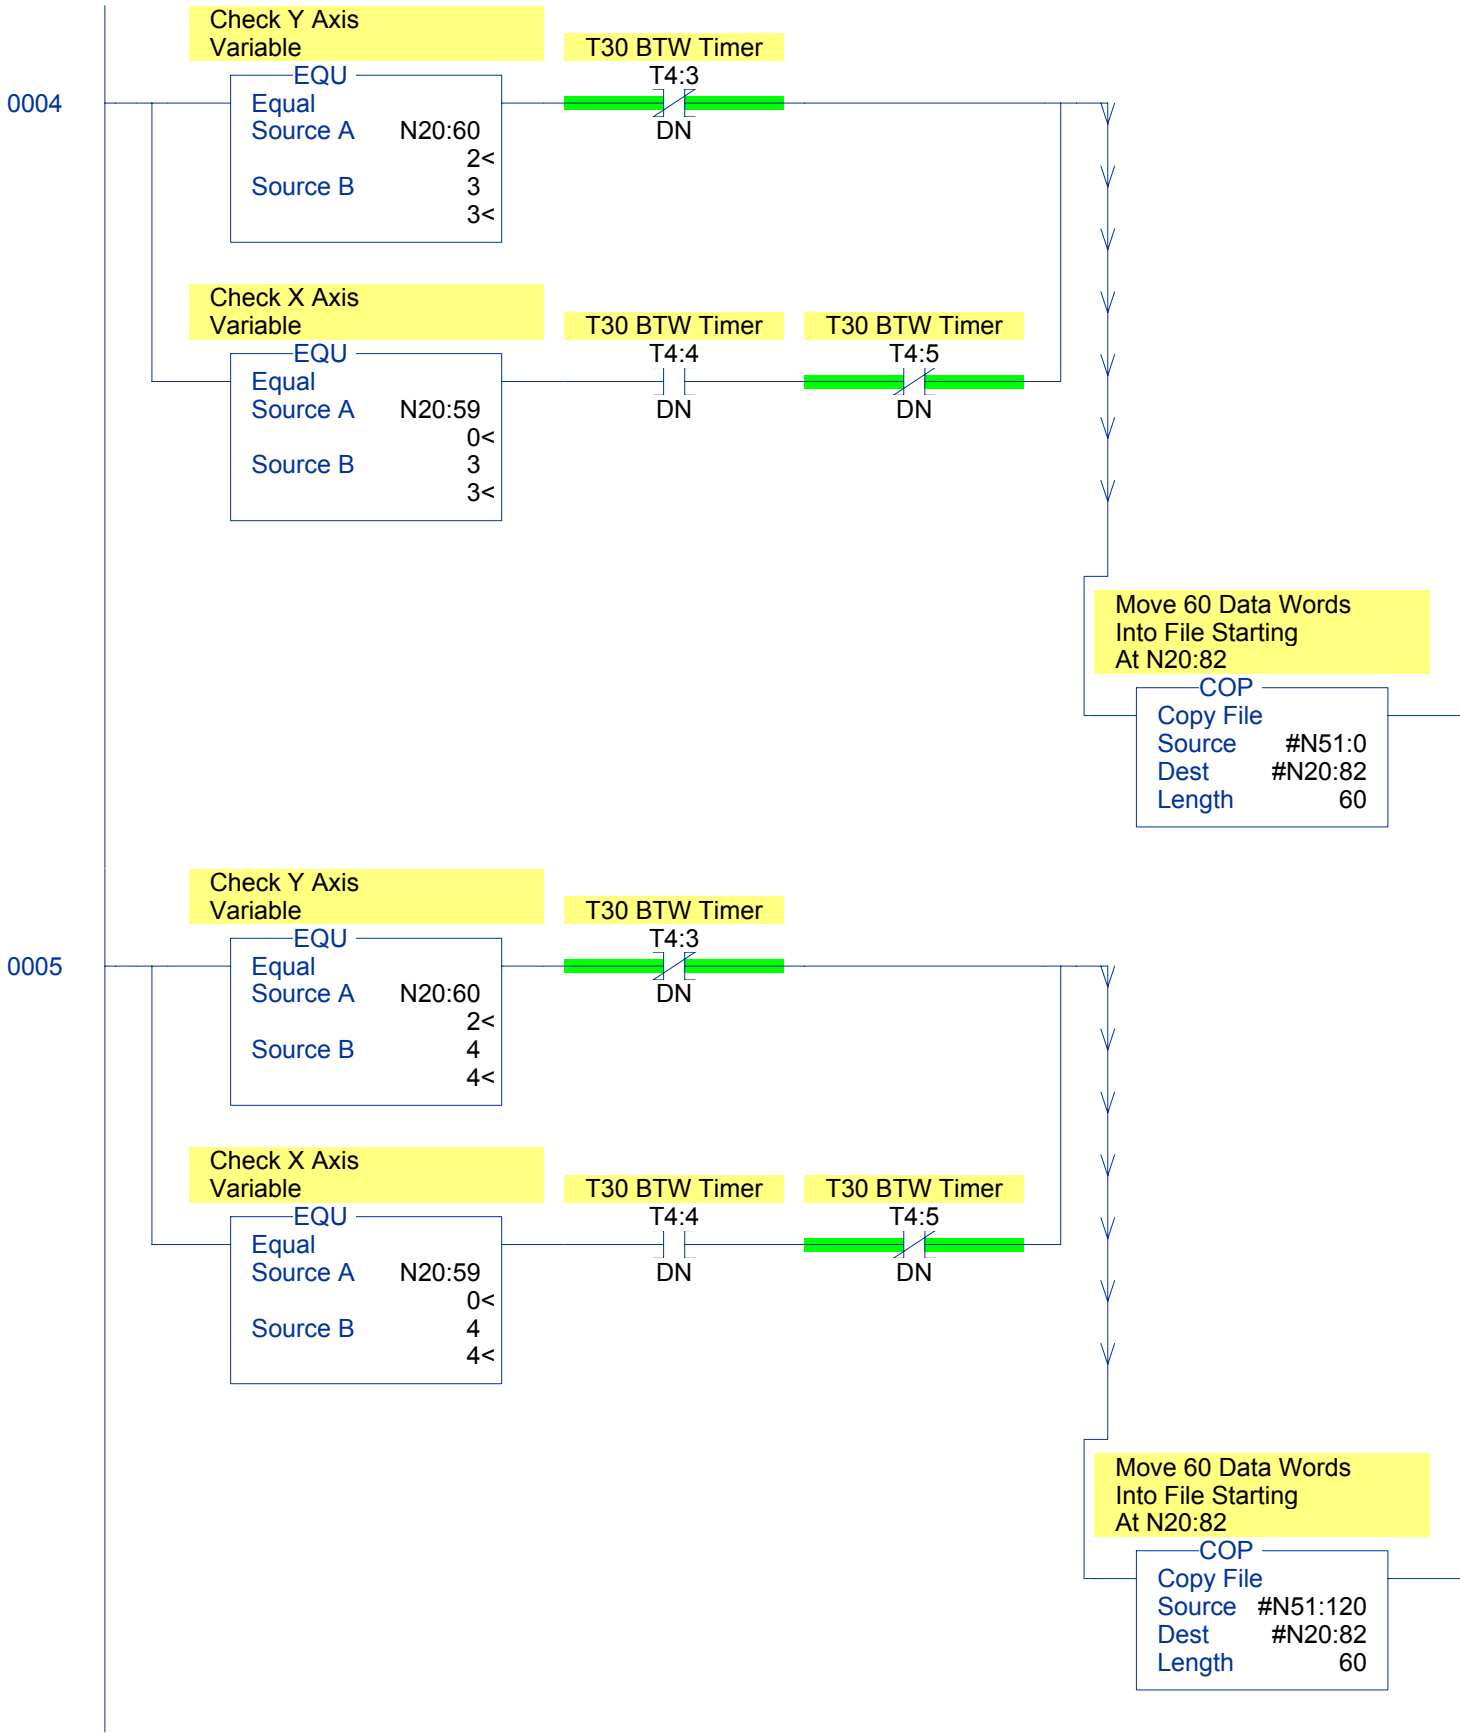 Check Y Axis
Variable
T30 BTW Timer
EQU
T4:3
0004
Equal
Source A N20:60
DN
2<
Source B 3
3<
Check X Axis
Variable
T30 BTW Timer T30 BTW Timer
EQU
T4:4 T4:5
Equal
Source A N20:59
DN DN
0<
Source B 3
3<
Move 60 Data Words
Into File Starting
At N20:82
COP
Copy File
Source #N51:0
Dest #N20:82
Length 60
Check Y Axis
Variable
T30 BTW Timer
EQU
T4:3
0005
Equal
Source A N20:60
DN
2<
Source B 4
4<
Check X Axis
Variable
T30 BTW Timer T30 BTW Timer
EQU
T4:4 T4:5
Equal
Source A N20:59
DN DN
0<
Source B 4
4<
Move 60 Data Words
Into File Starting
At N20:82
COP
Copy File
Source #N51:120
Dest #N20:82
Length 60